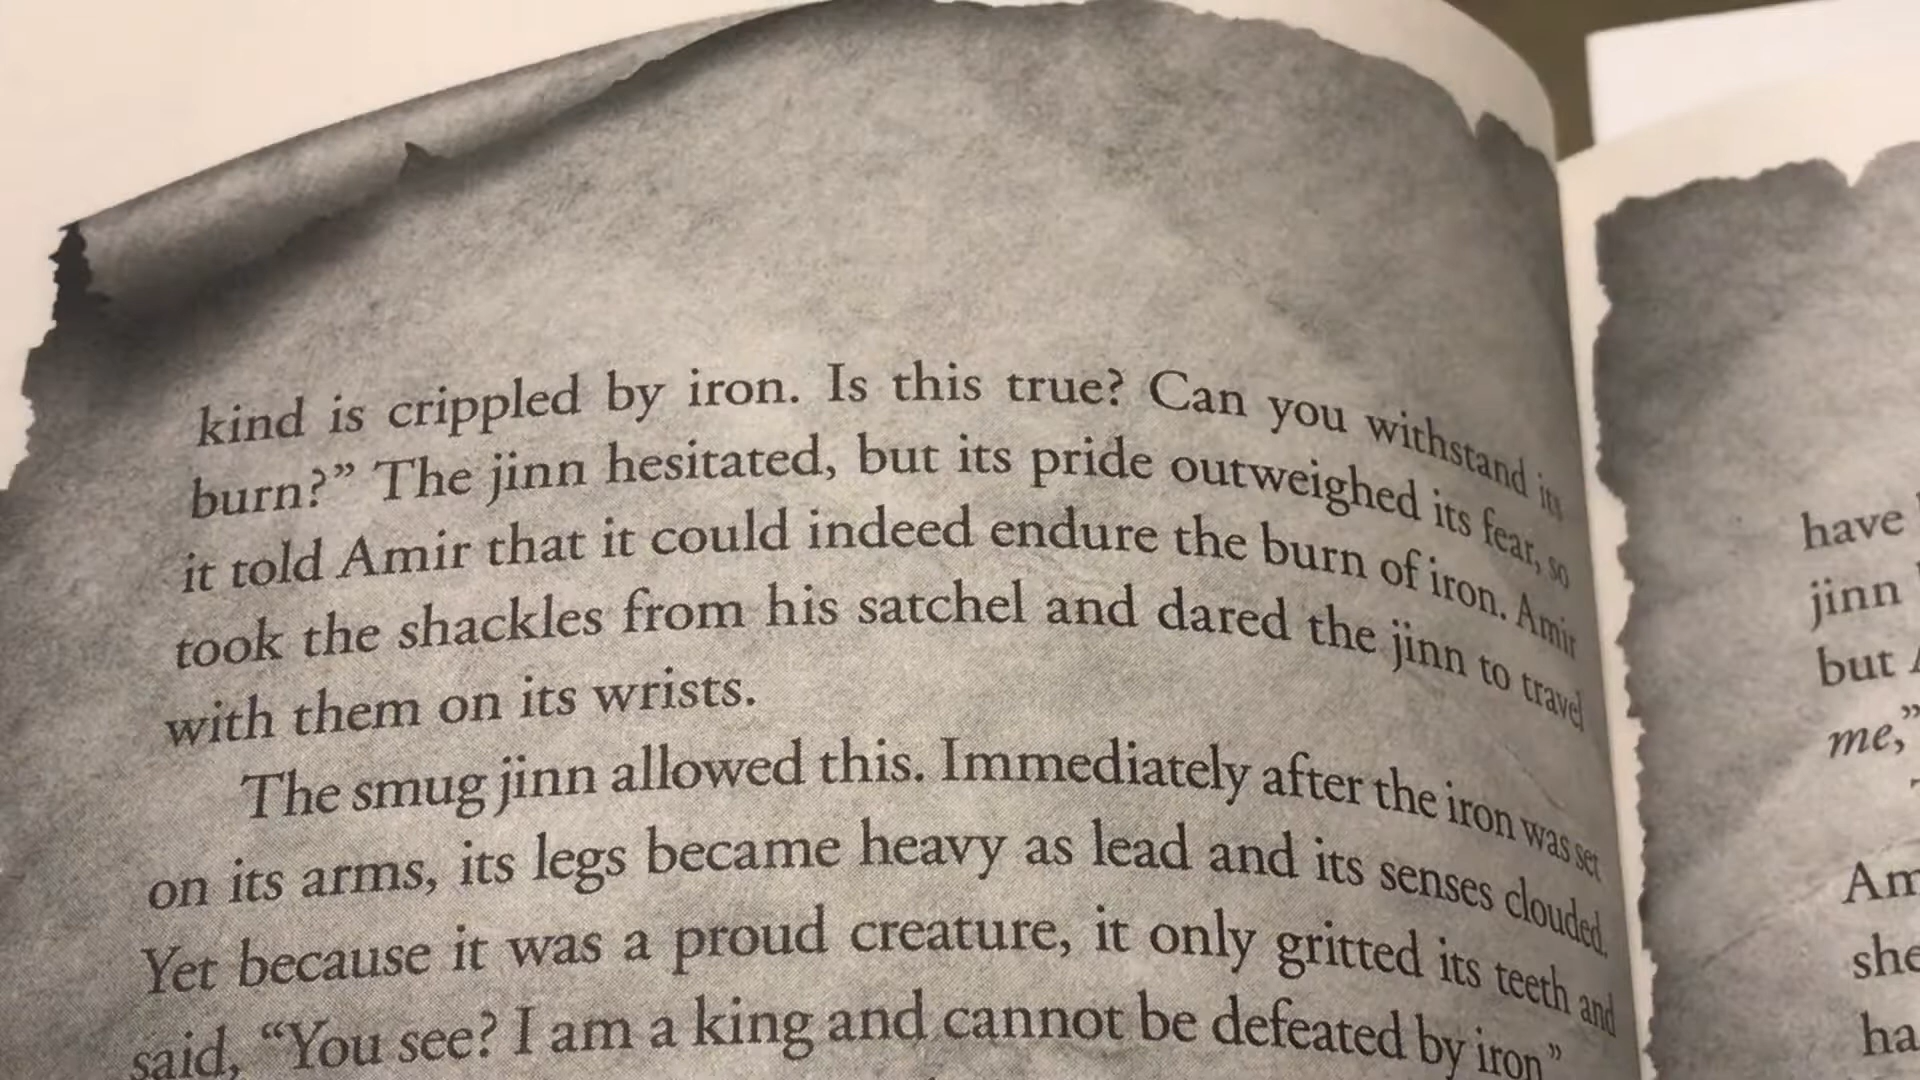 kind is crippled by iron. Is this true? Can you withstand its
burn?” The jinn hesitated, but its pride outweighed its fear, so
it told Amir that it could indeed endure the burn of iron. Amir
took the shackles from his satchel and dared the jinn to travel
with them on its wrists.
The smug jinn allowed this. Immediately after the iron was set
on its arms, its legs became heavy as lead and its senses clouded.
Yet because it was a proud creature, it only gritted its teeth and
said, “You see? I am a king and cannot be defeated by iron”
have
jinn
but
me,”
she